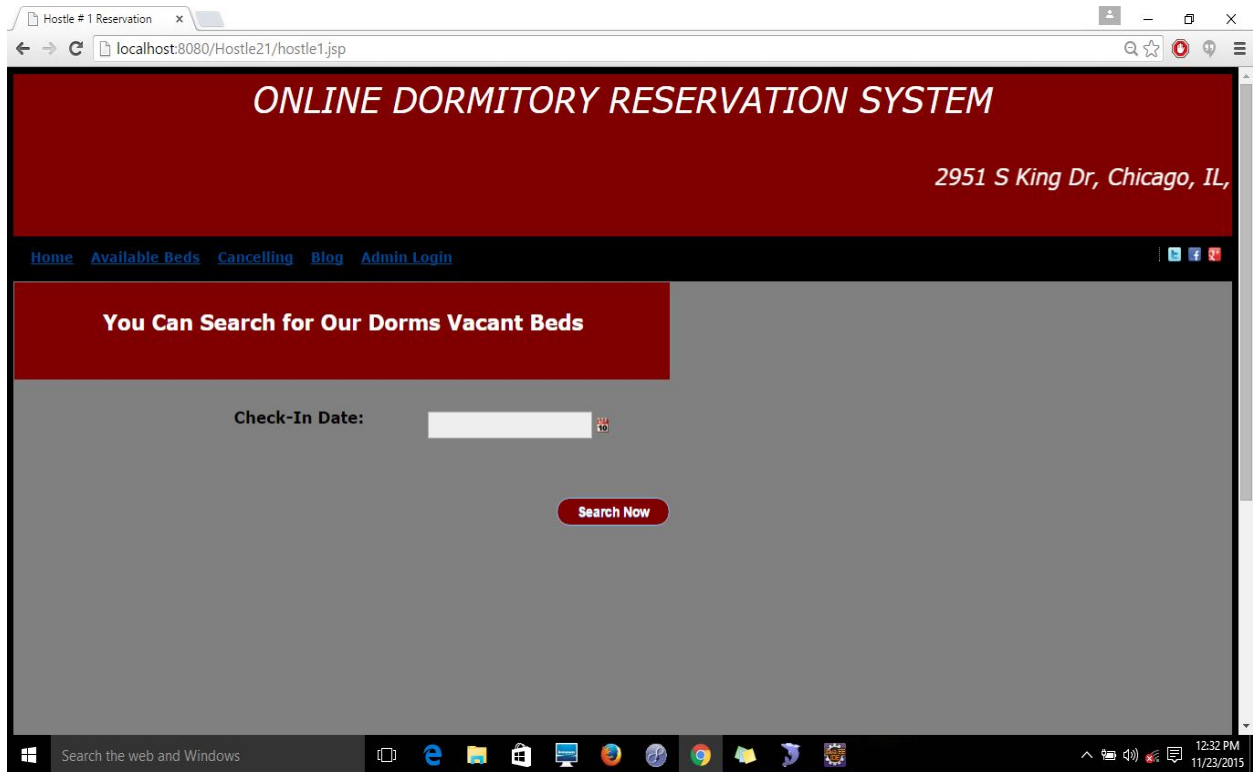 Hostle # 1 Reservation
localhost:8080/Hostle21/hostle1.jsp
ONLINE DORMITORY RESERVATION SYSTEM
2951 S King Dr, Chicago, IL,
Home Available Beds Cancelling Blog Admin Login
You Can Search for Our Dorms Vacant Beds
Check-In Date:
10
Search Now
Search the web and Windows
12:32 PM
11/23/2015